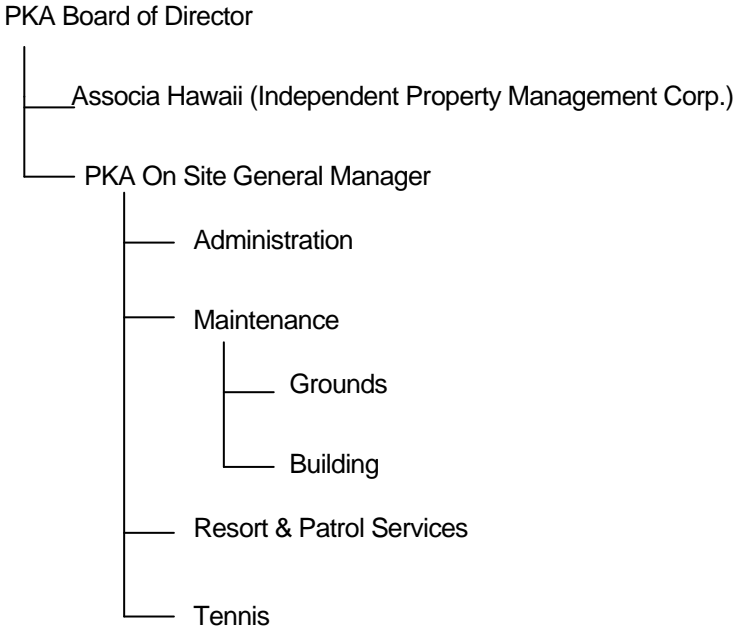 PKA Board of Director
Associa Hawaii (Independent Property Management Corp.)
PKA On Site General Manager
Administration
Maintenance
Grounds
Building
Resort & Patrol Services
Tennis